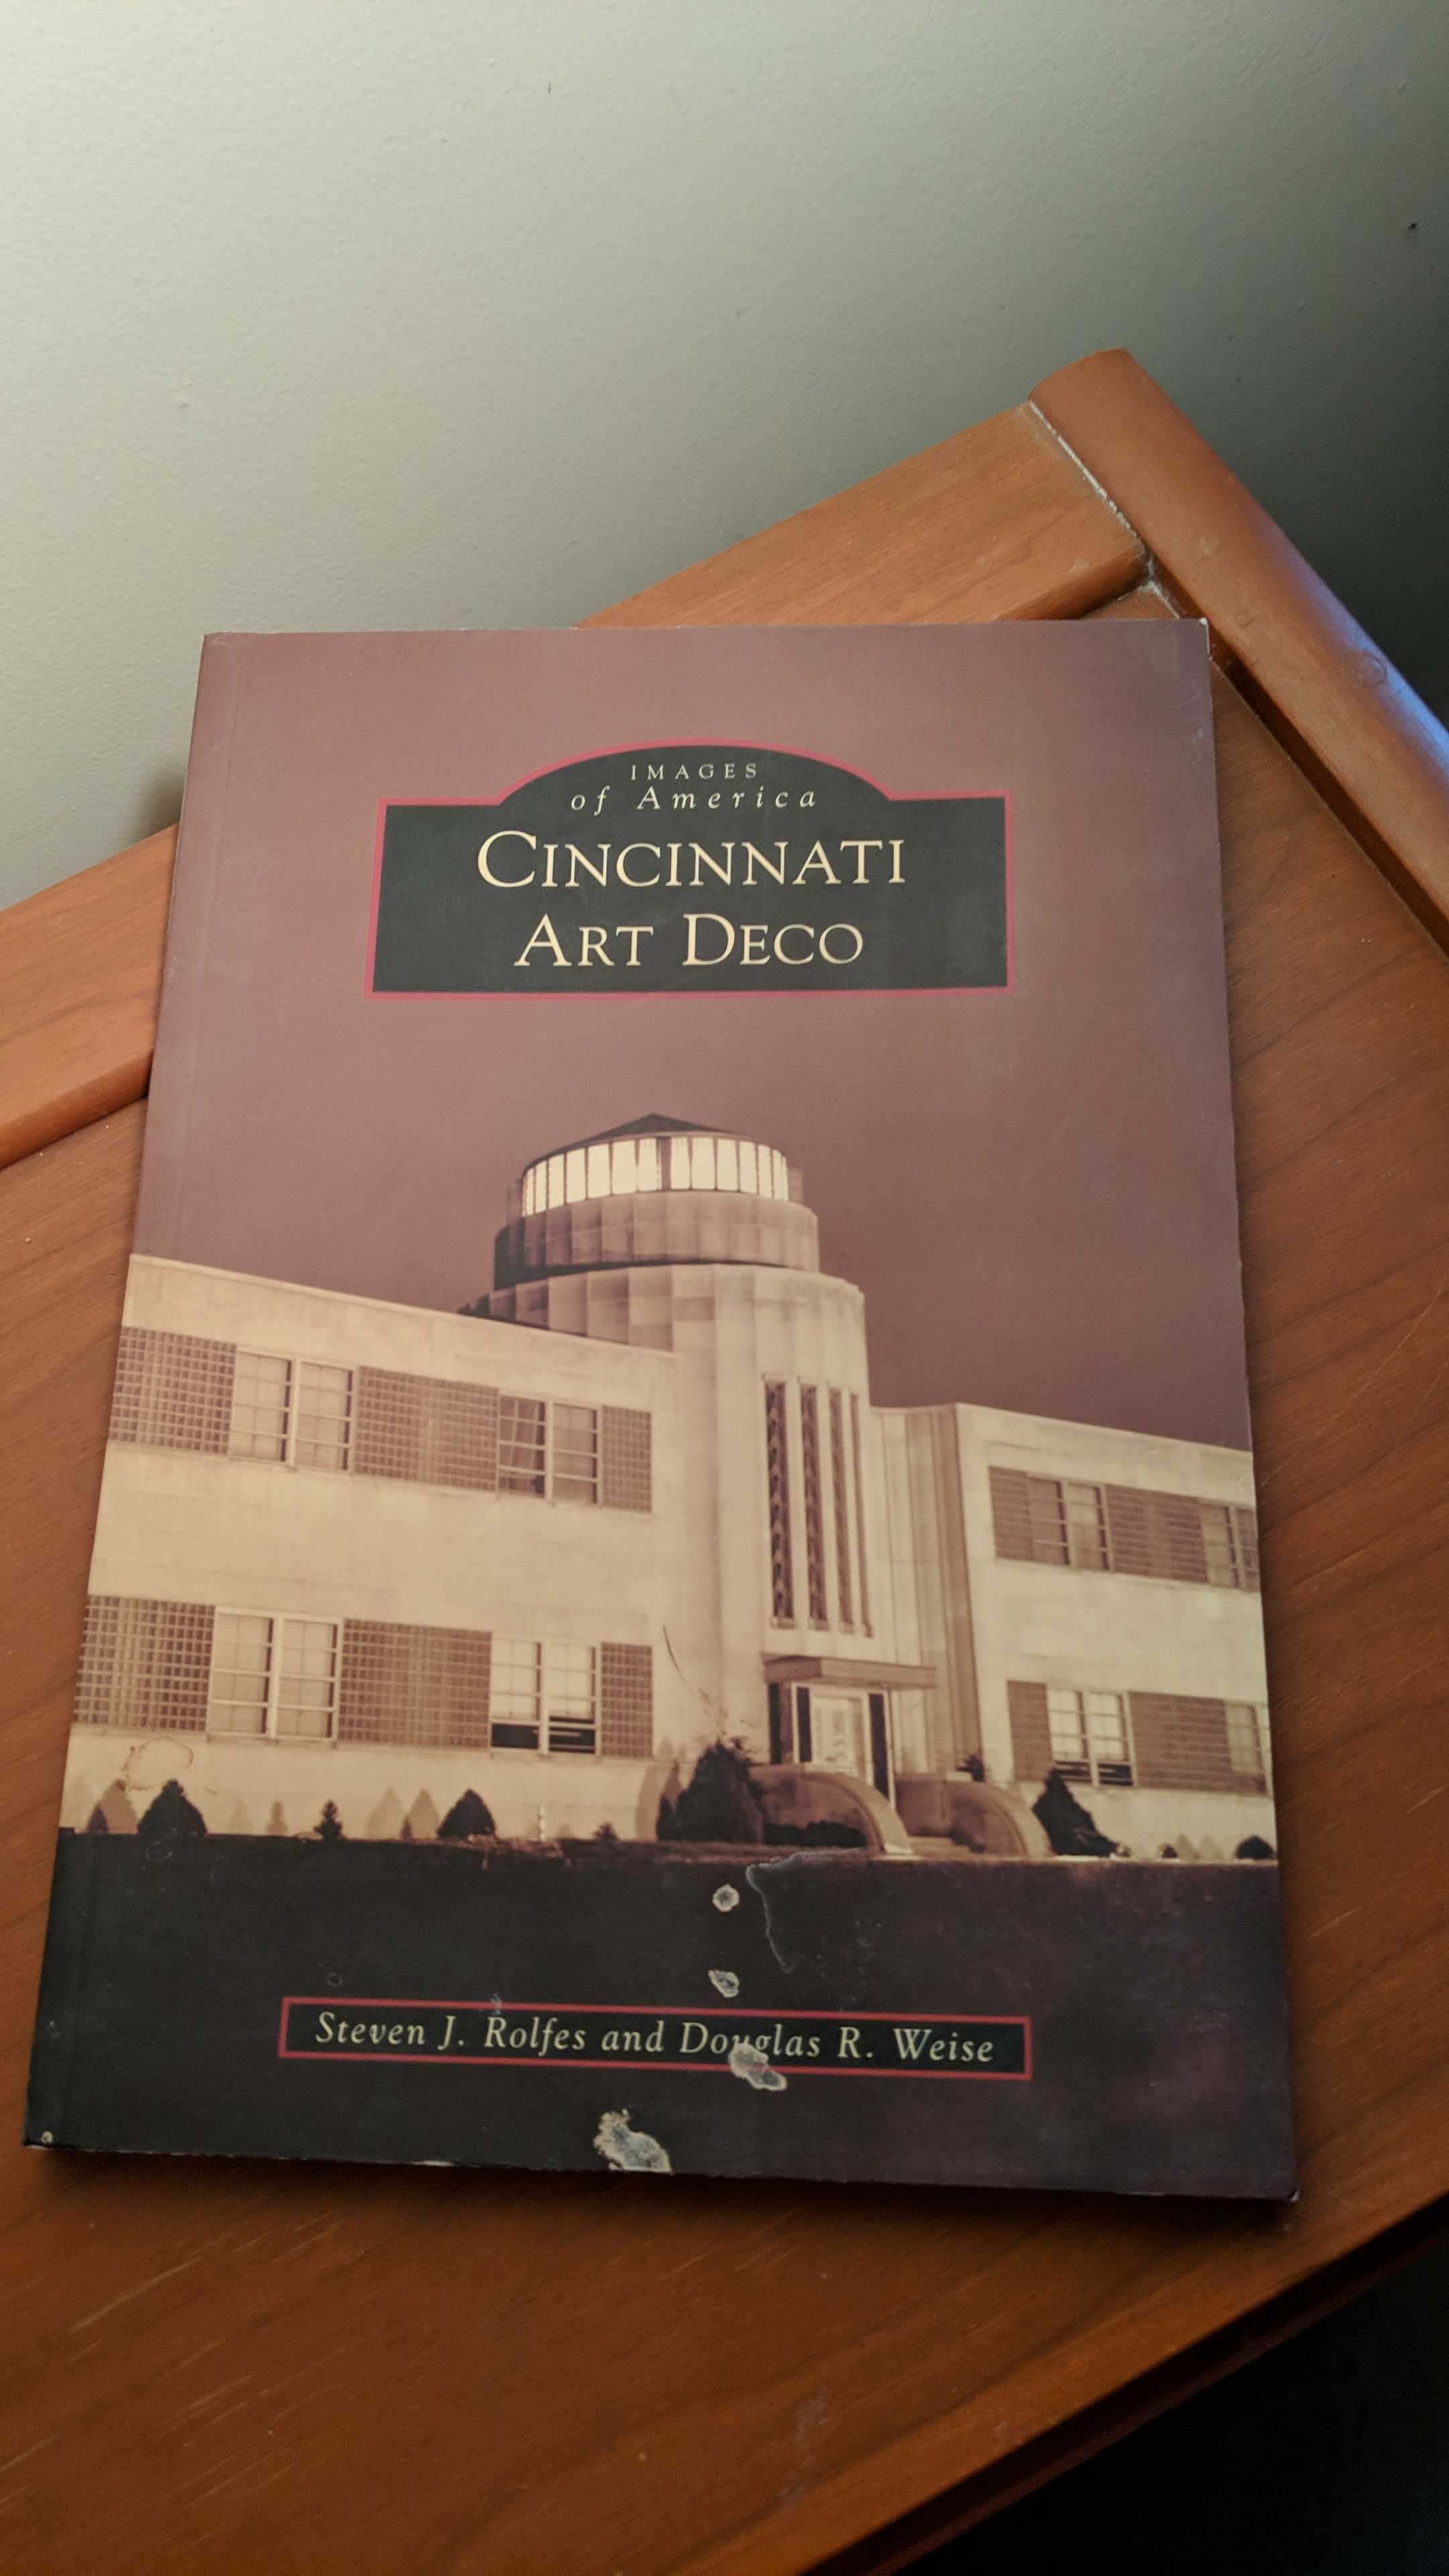 IMAGES
of America
CINCINNATI
ART DECO
Steven J. Rolfes and Douglas R. Weise